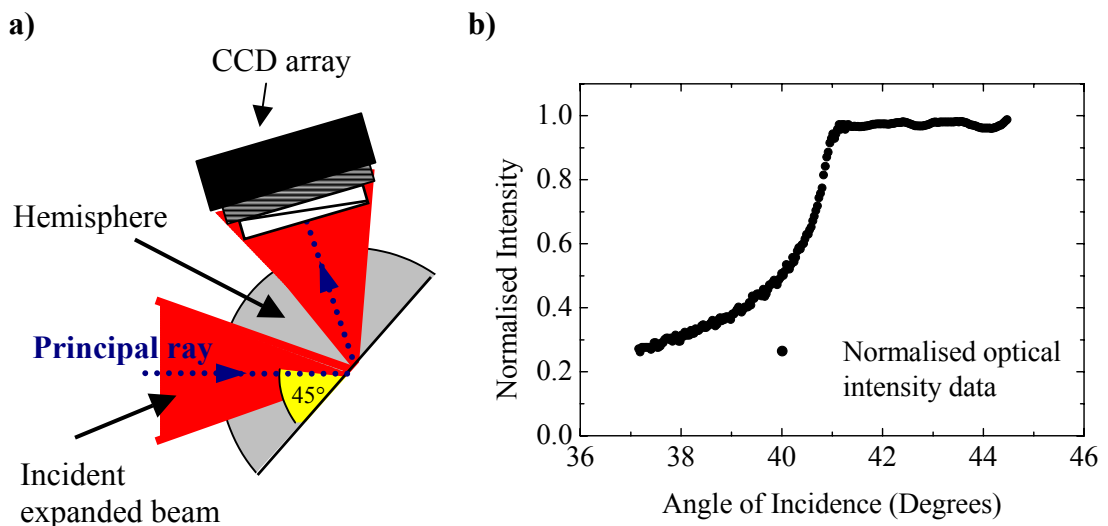 a)
CCD array
Hemisphere
Principal ray
45°
Incident
expanded beam
b)
Normalised Intensity
1.0
0.8
0.6
0.4
0.2
0.0
Normalised optical
intensity data
36 38 40 42 44 46
Angle of Incidence (Degrees)